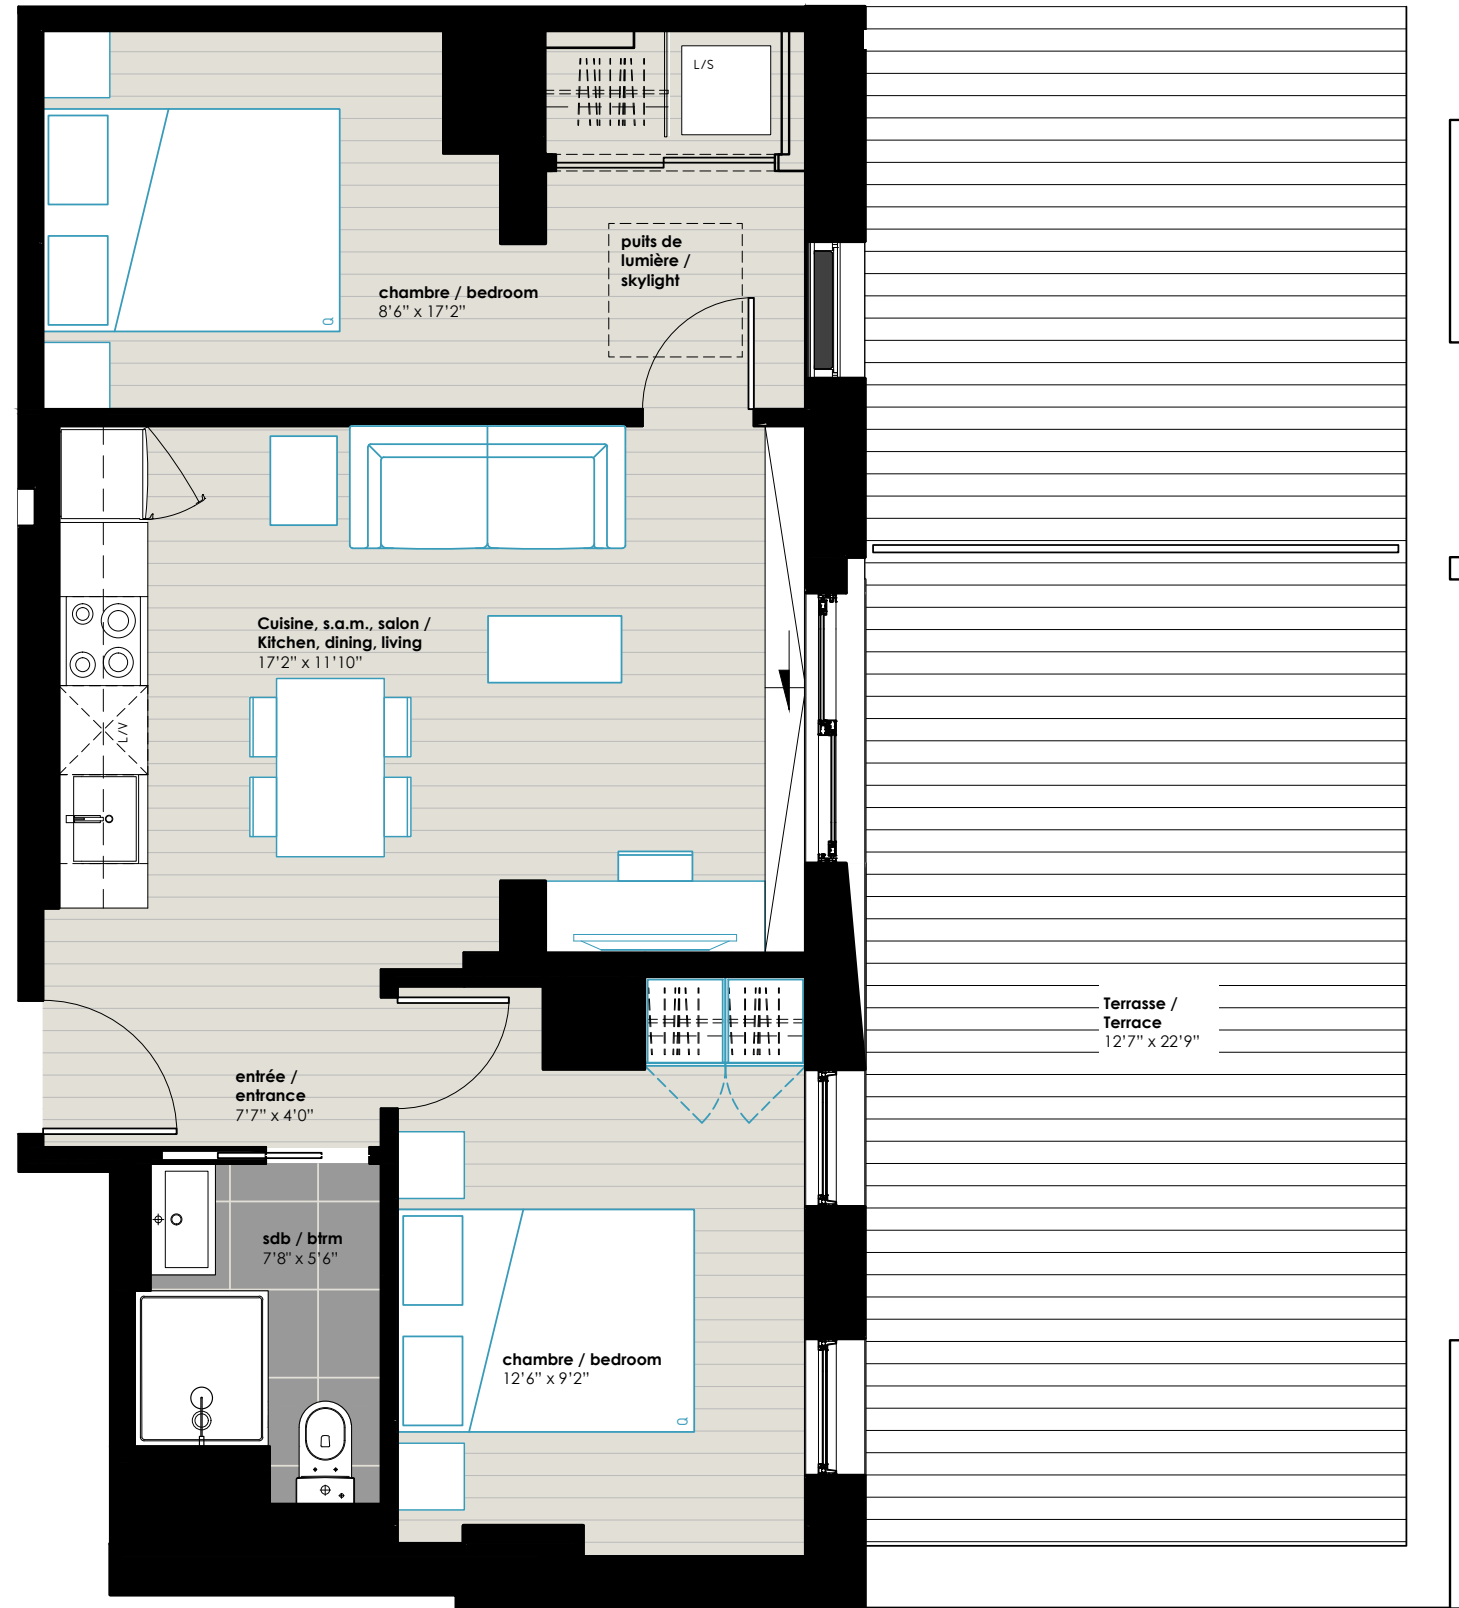 L/S
puits de
lumière /
skylight
chambre / bedroom
8'6" x 17'2"
Q
Cuisine, s.a.m., salon /
Kitchen, dining, living
17'2" x 11'10"
L/V
Terrasse /
Terrace
12'7" x 22'9"
entrée /
entrance
7'7" x 4'0"
sdb / btrm
7'8" x 5'6"
chambre / bedroom
12'6" x 9'2"
Q